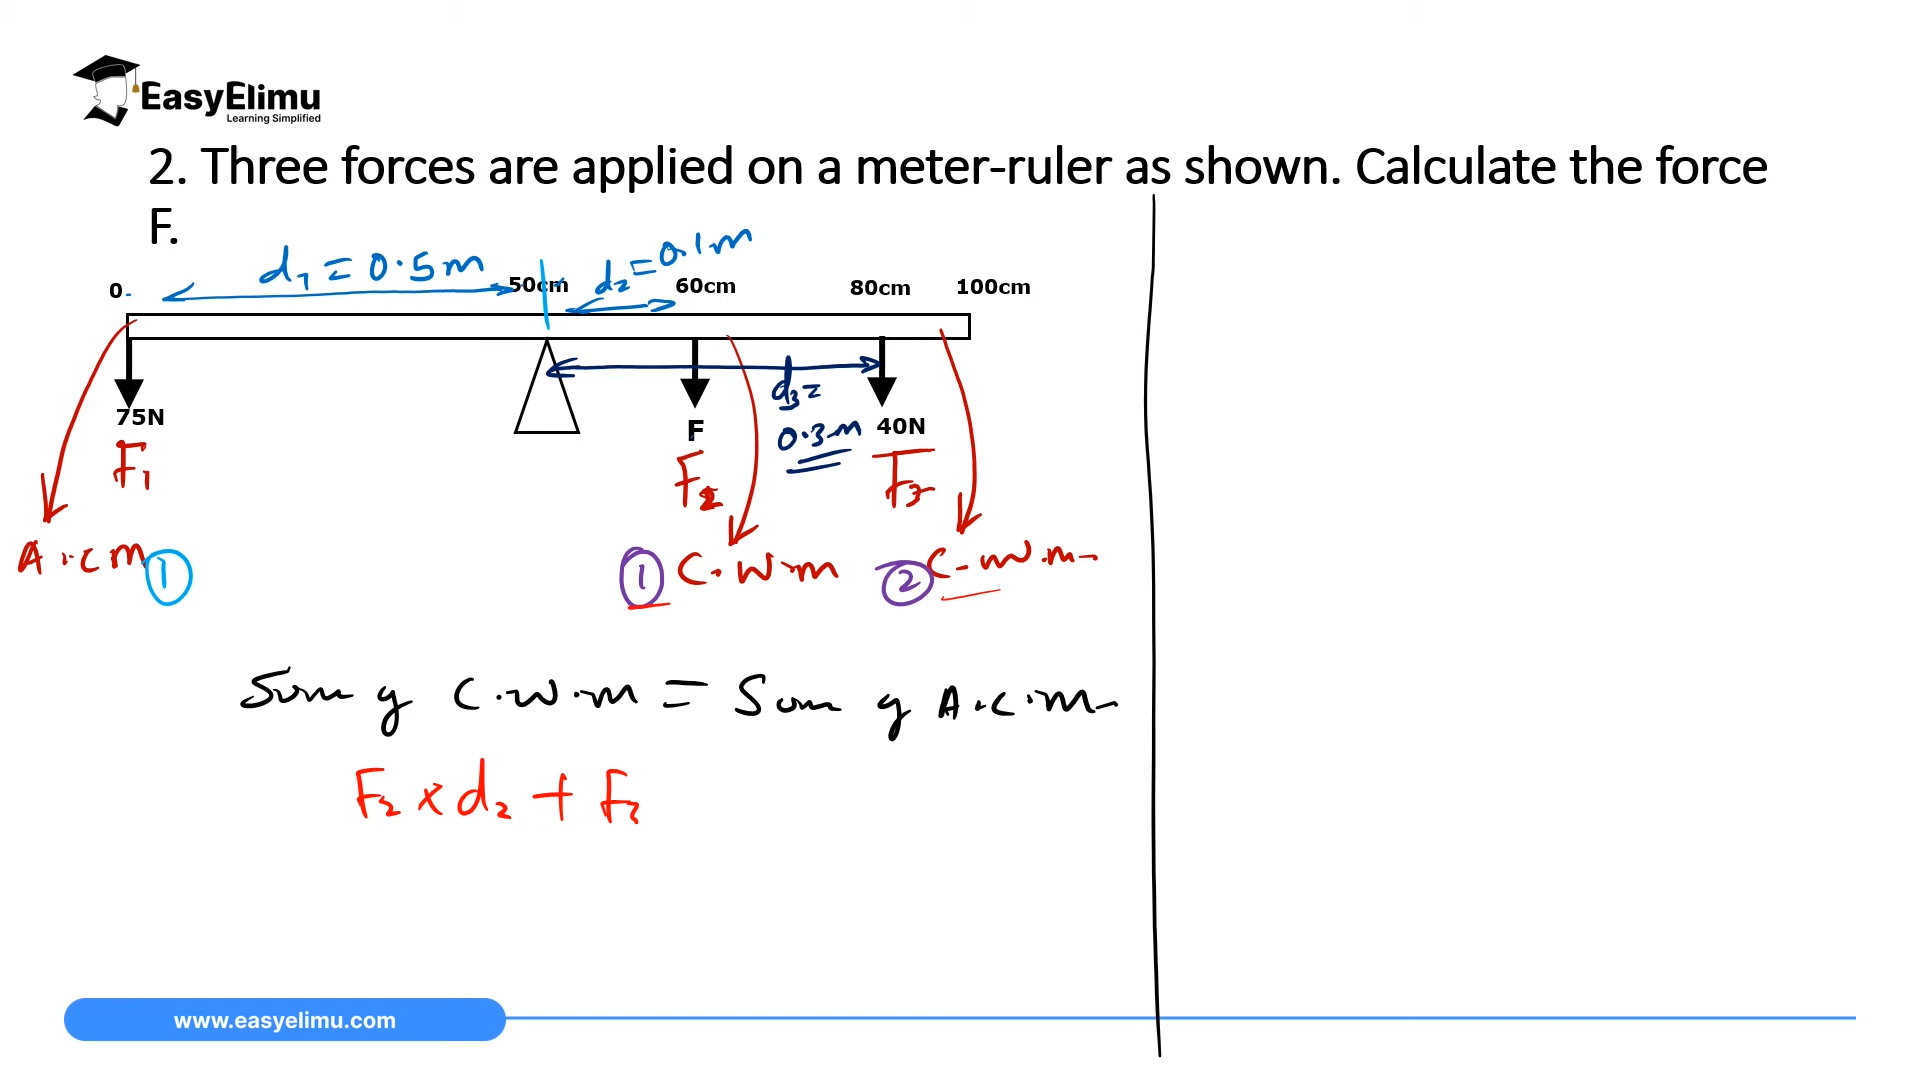 EasyElimu
Learning Simplified
2. Three forces are applied on a meter-ruler as shown. Calculate the force
F.
d₁ = 0.5m
d₂ = 0.1m
0
50cm
60cm
80cm
100cm
d₃ =
0.3m
75N
F
40N
F₁
F₂
F₃
A.cm ①
① C.W.m
② C.W.m
Sum of C.W.m = Sum of A.C.M
F₂ x d₂ + F₃
www.easyelimu.com